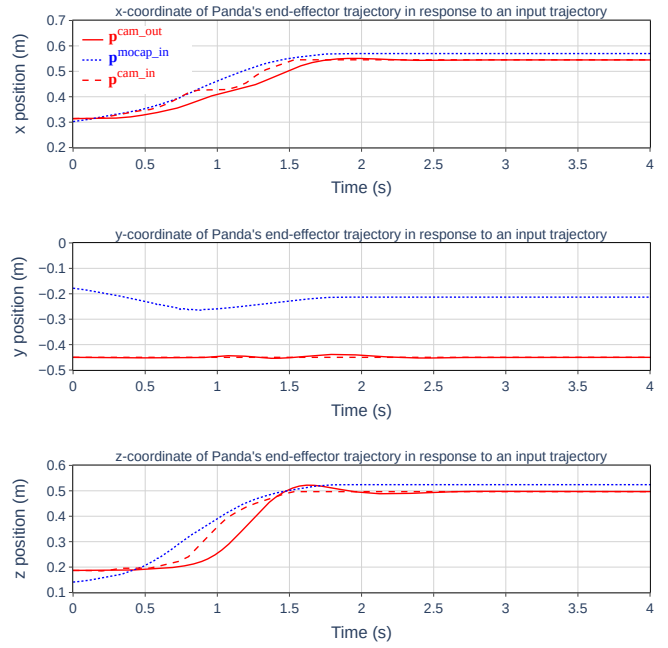 x-coordinate of Panda's end-effector trajectory in response to an input trajectory
0.7
0.6
0.5
0.4
0.3
0.2
x position (m)
p^cam_out
p^mocap_in
p^cam_in
0 0.5 1 1.5 2 2.5 3 3.5 4
Time (s)
y-coordinate of Panda's end-effector trajectory in response to an input trajectory
0
−0.1
−0.2
−0.3
−0.4
−0.5
y position (m)
0 0.5 1 1.5 2 2.5 3 3.5 4
Time (s)
z-coordinate of Panda's end-effector trajectory in response to an input trajectory
0.6
0.5
0.4
0.3
0.2
0.1
z position (m)
0 0.5 1 1.5 2 2.5 3 3.5 4
Time (s)